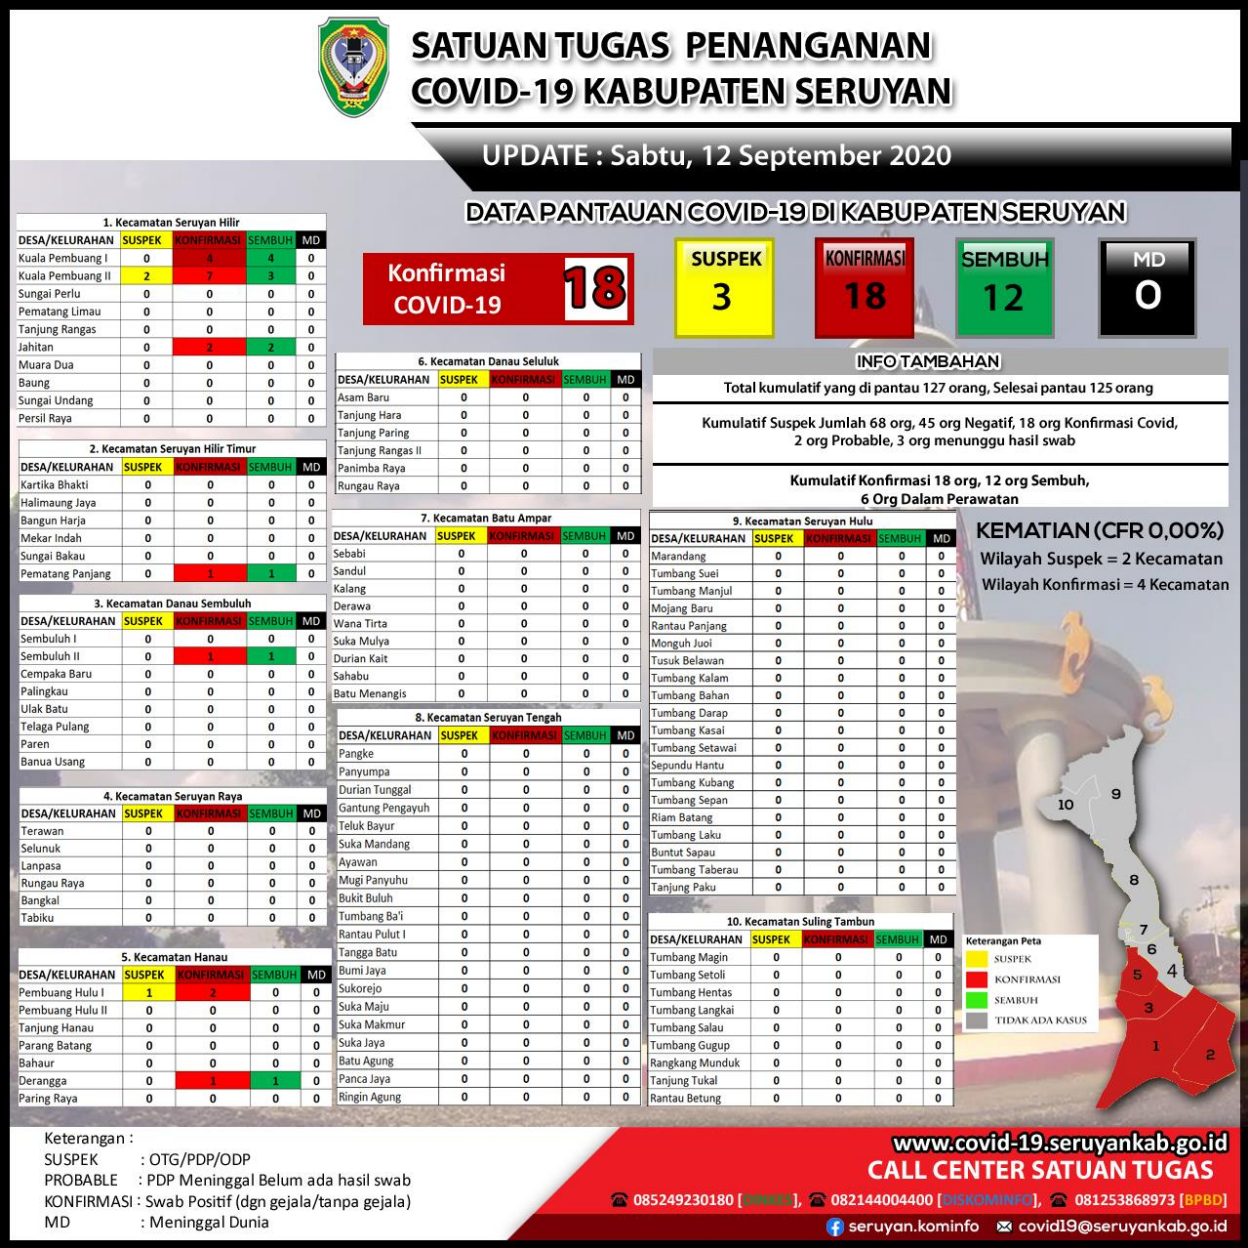 SATUAN TUGAS PENANGANAN
COVID-19 KABUPATEN SERUYAN
UPDATE : Sabtu, 12 September 2020
DATA PANTAUAN COVID-19 DI KABUPATEN SERUYAN
Konfirmasi
COVID-19 18
SUSPEK 3
KONFIRMASI 18
SEMBUH 12
MD 0
INFO TAMBAHAN
Total kumulatif yang di pantau 127 orang, Selesai pantau 125 orang
Kumulatif Suspek Jumlah 68 org, 45 org Negatif, 18 org Konfirmasi Covid,
2 org Probable, 3 org menunggu hasil swab
Kumulatif Konfirmasi 18 org, 12 org Sembuh,
6 Org Dalam Perawatan
KEMATIAN (CFR 0,00%)
Wilayah Suspek = 2 Kecamatan
Wilayah Konfirmasi = 4 Kecamatan
1. Kecamatan Seruyan Hilir
DESA/KELURAHAN SUSPEK KONFIRMASI SEMBUH MD
Kuala Pembuang I 0 4 4 0
Kuala Pembuang II 2 7 3 0
Sungai Perlu 0 0 0 0
Pematang Limau 0 0 0 0
Tanjung Rangas 0 0 0 0
Jahitan 0 2 2 0
Muara Dua 0 0 0 0
Baung 0 0 0 0
Sungai Undang 0 0 0 0
Persil Raya 0 0 0 0
2. Kecamatan Seruyan Hilir Timur
DESA/KELURAHAN SUSPEK KONFIRMASI SEMBUH MD
Kartika Bhakti 0 0 0 0
Halimaung Jaya 0 0 0 0
Bangun Harja 0 0 0 0
Mekar Indah 0 0 0 0
Sungai Bakau 0 0 0 0
Pematang Panjang 0 1 1 0
3. Kecamatan Danau Sembuluh
DESA/KELURAHAN SUSPEK KONFIRMASI SEMBUH MD
Sembuluh I 0 0 0 0
Sembuluh II 0 1 1 0
Cempaka Baru 0 0 0 0
Palingkau 0 0 0 0
Ulak Batu 0 0 0 0
Telaga Pulang 0 0 0 0
Paren 0 0 0 0
Banua Usang 0 0 0 0
4. Kecamatan Seruyan Raya
DESA/KELURAHAN SUSPEK KONFIRMASI SEMBUH MD
Terawan 0 0 0 0
Selunuk 0 0 0 0
Lanpasa 0 0 0 0
Rungau Raya 0 0 0 0
Bangkal 0 0 0 0
Tabiku 0 0 0 0
5. Kecamatan Hanau
DESA/KELURAHAN SUSPEK KONFIRMASI SEMBUH MD
Pembuang Hulu I 1 2 0 0
Pembuang Hulu II 0 0 0 0
Tanjung Hanau 0 0 0 0
Parang Batang 0 0 0 0
Bahaur 0 0 0 0
Derangga 0 1 1 0
Paring Raya 0 0 0 0
6. Kecamatan Danau Seluluk
DESA/KELURAHAN SUSPEK KONFIRMASI SEMBUH MD
Asam Baru 0 0 0 0
Tanjung Hara 0 0 0 0
Tanjung Paring 0 0 0 0
Tanjung Rangas II 0 0 0 0
Panimba Raya 0 0 0 0
Rungau Raya 0 0 0 0
7. Kecamatan Batu Ampar
DESA/KELURAHAN SUSPEK KONFIRMASI SEMBUH MD
Sebabi 0 0 0 0
Sandul 0 0 0 0
Kalang 0 0 0 0
Derawa 0 0 0 0
Wana Tirta 0 0 0 0
Suka Mulya 0 0 0 0
Durian Kait 0 0 0 0
Sahabu 0 0 0 0
Batu Menangis 0 0 0 0
8. Kecamatan Seruyan Tengah
DESA/KELURAHAN SUSPEK KONFIRMASI SEMBUH MD
Pangke 0 0 0 0
Panyumpa 0 0 0 0
Durian Tunggal 0 0 0 0
Gantung Pengayuh 0 0 0 0
Teluk Bayur 0 0 0 0
Suka Mandang 0 0 0 0
Ayawan 0 0 0 0
Mugi Panyuhu 0 0 0 0
Bukit Buluh 0 0 0 0
Tumbang Ba'i 0 0 0 0
Rantau Pulut I 0 0 0 0
Tangga Batu 0 0 0 0
Bumi Jaya 0 0 0 0
Sukorejo 0 0 0 0
Suka Maju 0 0 0 0
Suka Makmur 0 0 0 0
Suka Jaya 0 0 0 0
Batu Agung 0 0 0 0
Panca Jaya 0 0 0 0
Ringin Agung 0 0 0 0
9. Kecamatan Seruyan Hulu
DESA/KELURAHAN SUSPEK KONFIRMASI SEMBUH MD
Marandang 0 0 0 0
Tumbang Suei 0 0 0 0
Tumbang Manjul 0 0 0 0
Mojang Baru 0 0 0 0
Rantau Panjang 0 0 0 0
Monguh Juoi 0 0 0 0
Tusuk Belawan 0 0 0 0
Tumbang Kalam 0 0 0 0
Tumbang Bahan 0 0 0 0
Tumbang Darap 0 0 0 0
Tumbang Kasai 0 0 0 0
Tumbang Setawai 0 0 0 0
Sepundu Hantu 0 0 0 0
Tumbang Kubang 0 0 0 0
Tumbang Sepan 0 0 0 0
Riam Batang 0 0 0 0
Tumbang Laku 0 0 0 0
Buntut Sapau 0 0 0 0
Tumbang Taberau 0 0 0 0
Tanjung Paku 0 0 0 0
10. Kecamatan Suling Tambun
DESA/KELURAHAN SUSPEK KONFIRMASI SEMBUH MD
Tumbang Magin 0 0 0 0
Tumbang Setoli 0 0 0 0
Tumbang Hentas 0 0 0 0
Tumbang Langkai 0 0 0 0
Tumbang Salau 0 0 0 0
Tumbang Gugup 0 0 0 0
Rangkang Munduk 0 0 0 0
Tanjung Tukal 0 0 0 0
Rantau Betung 0 0 0 0
10 9
8
7
6
5 4
3
1 2
Keterangan Peta
SUSPEK
KONFIRMASI
SEMBUH
TIDAK ADA KASUS
Keterangan :
SUSPEK : OTG/PDP/ODP
PROBABLE : PDP Meninggal Belum ada hasil swab
KONFIRMASI : Swab Positif (dgn gejala/tanpa gejala)
MD : Meninggal Dunia
www.covid-19.seruyankab.go.id
CALL CENTER SATUAN TUGAS
085249230180 [DINKES], 082144004400 [DISKOMINFO], 081253868973 [BPBD]
seruyan.kominfo covid19@seruyankab.go.id